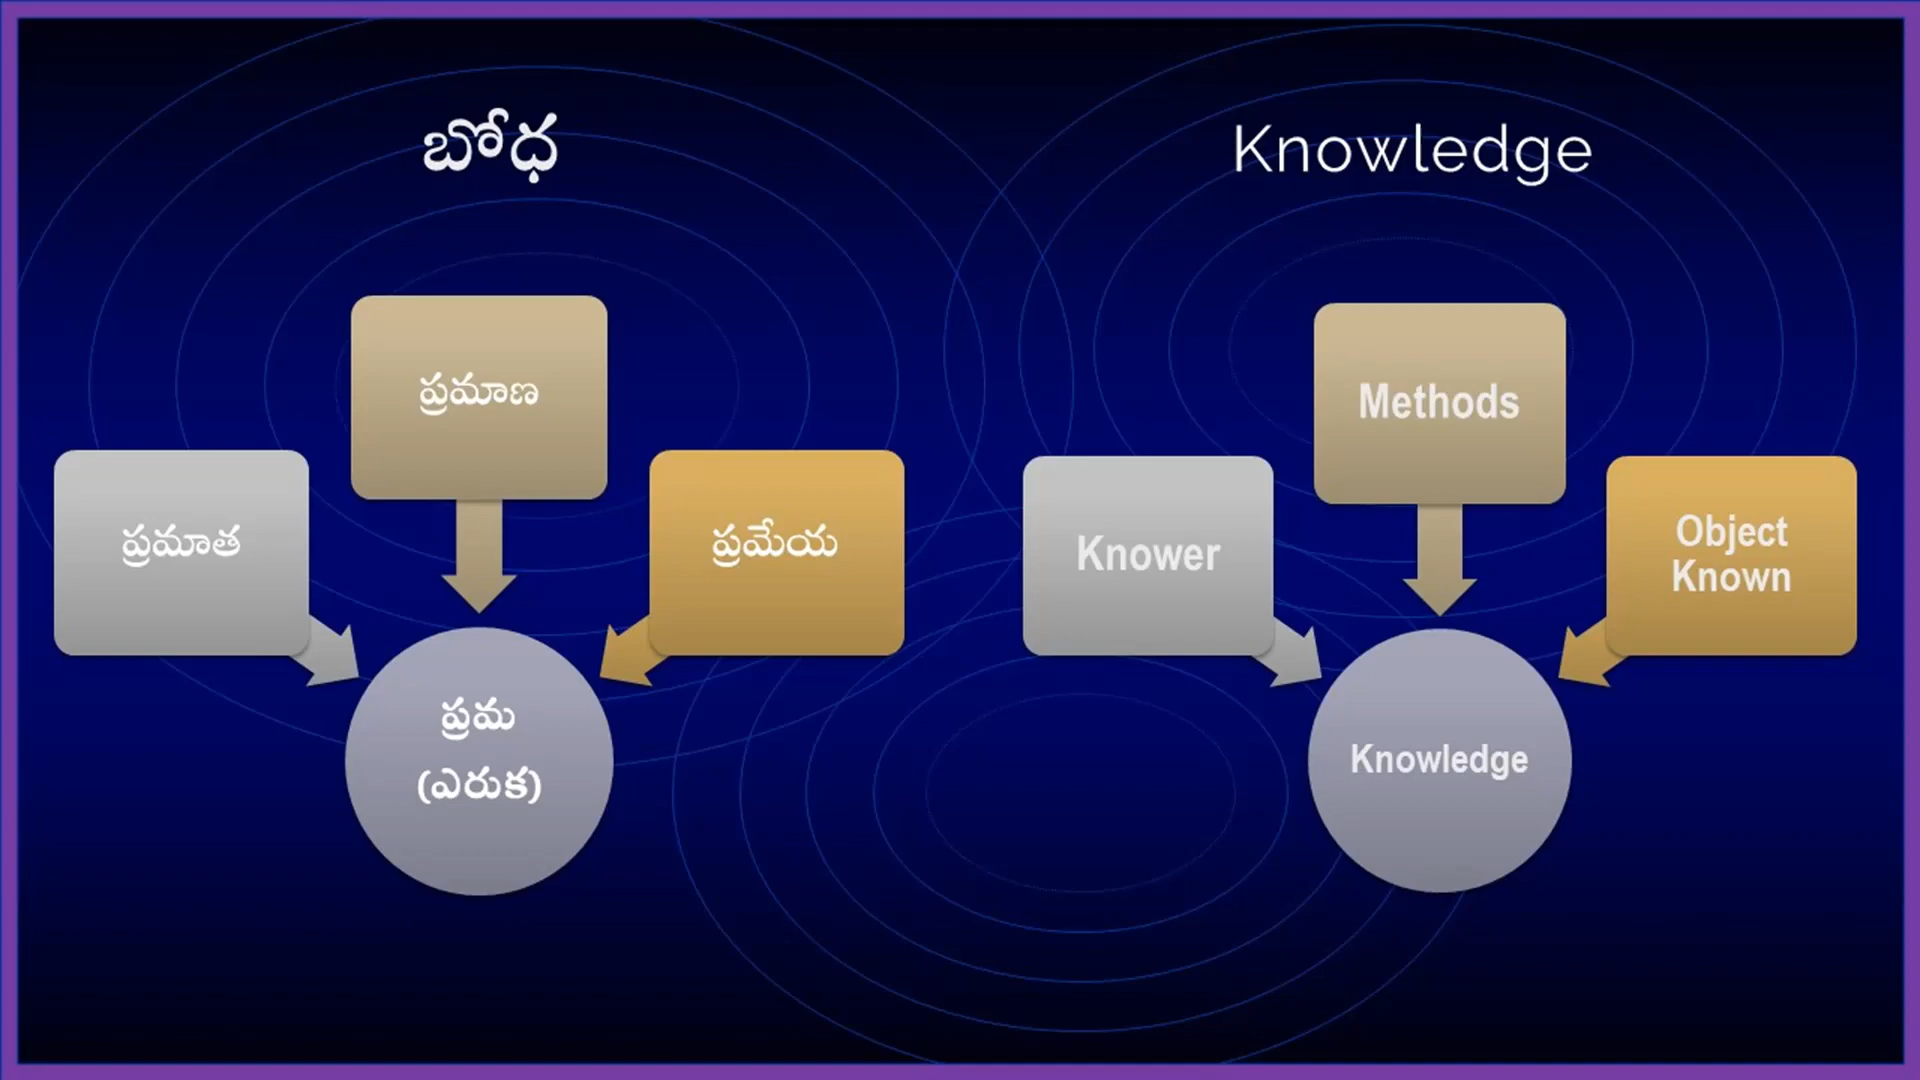 బోధ
ప్రమాణ
ప్రమాత
ప్రమేయ
ప్రమ
(ఎరుక)
Knowledge
Methods
Knower
Object
Known
Knowledge